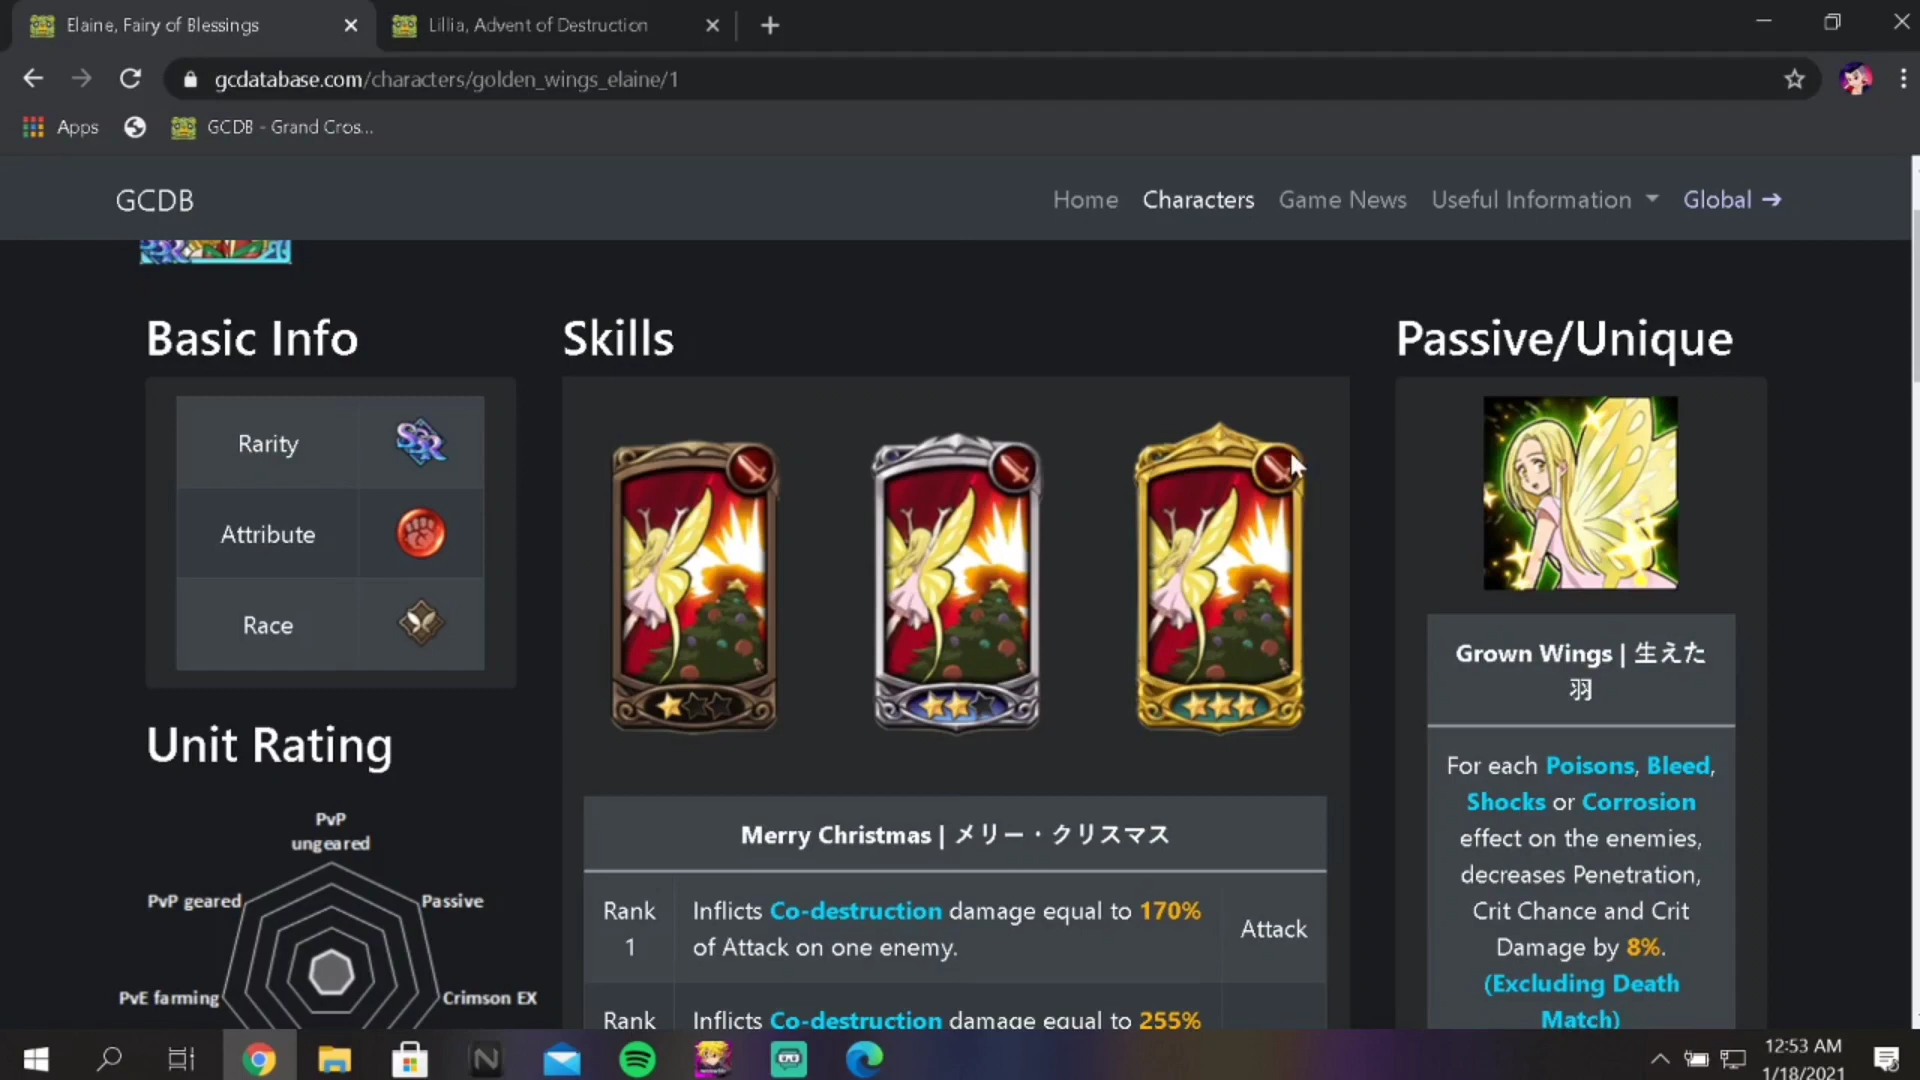 Elaine, Fairy of Blessings
Lillia, Advent of Destruction
gcdatabase.com/characters/golden_wings_elaine/1
Apps
GCDB - Grand Cros...
GCDB
Home
Characters
Game News
Useful Information
Global →
Basic Info
Rarity
SSR
Attribute
Race
Unit Rating
PvP
ungeared
PvP geared
Passive
PvE farming
Crimson EX
Skills
Merry Christmas | メリー・クリスマス
Rank
1
Inflicts Co-destruction damage equal to 170%
of Attack on one enemy.
Attack
Rank
Inflicts Co-destruction damage equal to 255%
Passive/Unique
Grown Wings | 生えた
羽
For each Poisons, Bleed,
Shocks or Corrosion
effect on the enemies,
decreases Penetration,
Crit Chance and Crit
Damage by 8%.
(Excluding Death
Match)
12:53 AM
1/18/2021